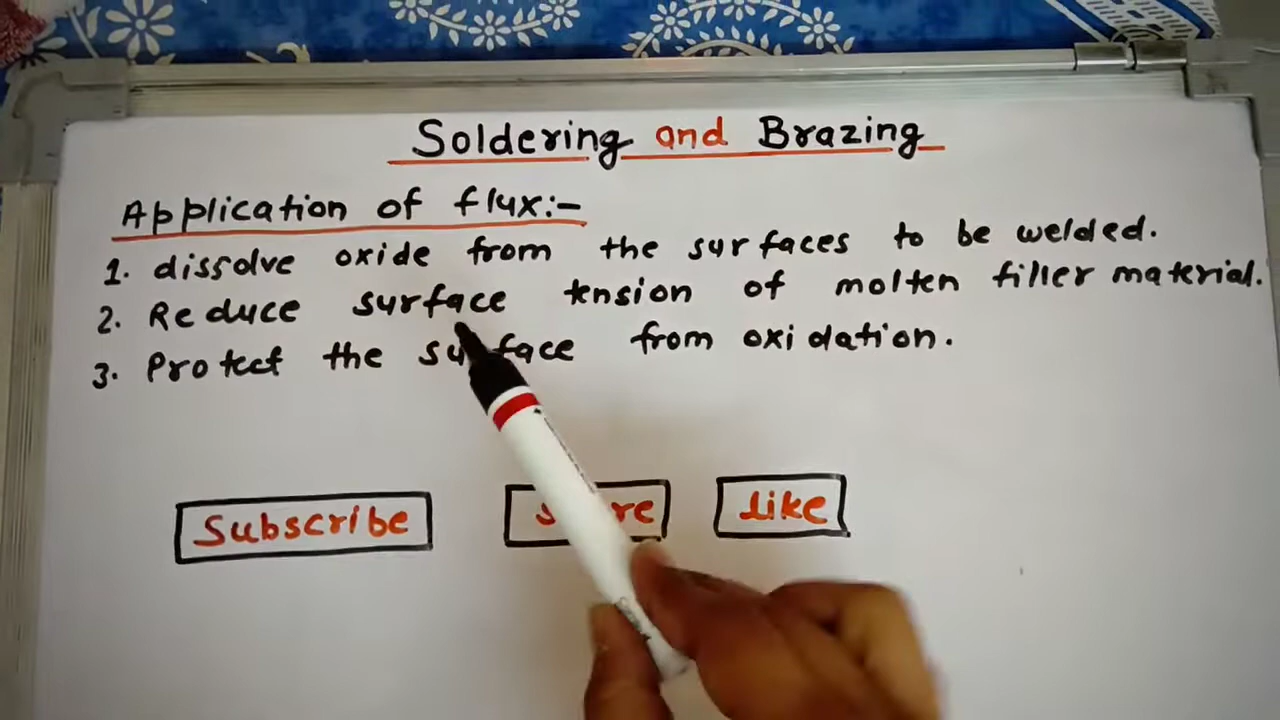 Soldering and Brazing
Application of flux:-
1. dissolve oxide from the surfaces to be welded.
2. Reduce surface tension of molten filler material.
3. Protect the surface from oxidation.
Subscribe
like